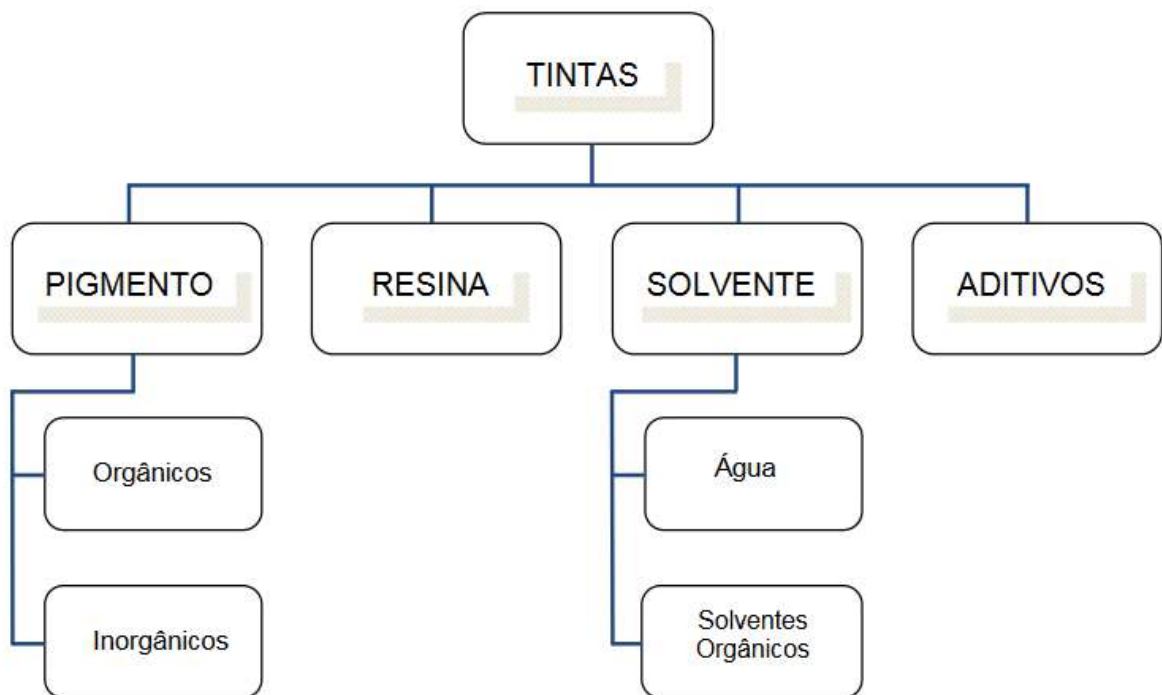 TINTAS
PIGMENTO
RESINA
SOLVENTE
ADITIVOS
Orgânicos
Água
Inorgânicos
Solventes
Orgânicos